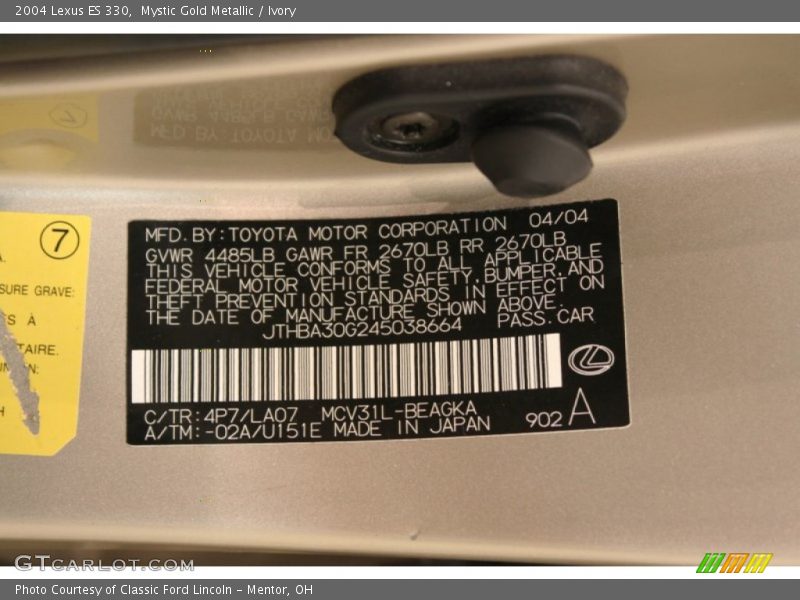 2004 Lexus ES 330, Mystic Gold Metallic / Ivory
7
SURE GRAVE:
S À
TAIRE.
N:
H
MFD. BY: TOYOTA MOTOR CORPORATION 04/04
GVWR 4485LB GAWR FR 2670LB RR 2670LB
THIS VEHICLE CONFORMS TO ALL APPLICABLE
FEDERAL MOTOR VEHICLE SAFETY, BUMPER, AND
THEFT PREVENTION STANDARDS IN EFFECT ON
THE DATE OF MANUFACTURE SHOWN ABOVE.
JTHBA30G245038664 PASS. CAR
C/TR: 4P7/LA07 MCV31L-BEAGKA
A/TM: -02A/U151E MADE IN JAPAN
902 A
GTCARLOT.COM
Photo Courtesy of Classic Ford Lincoln - Mentor, OH